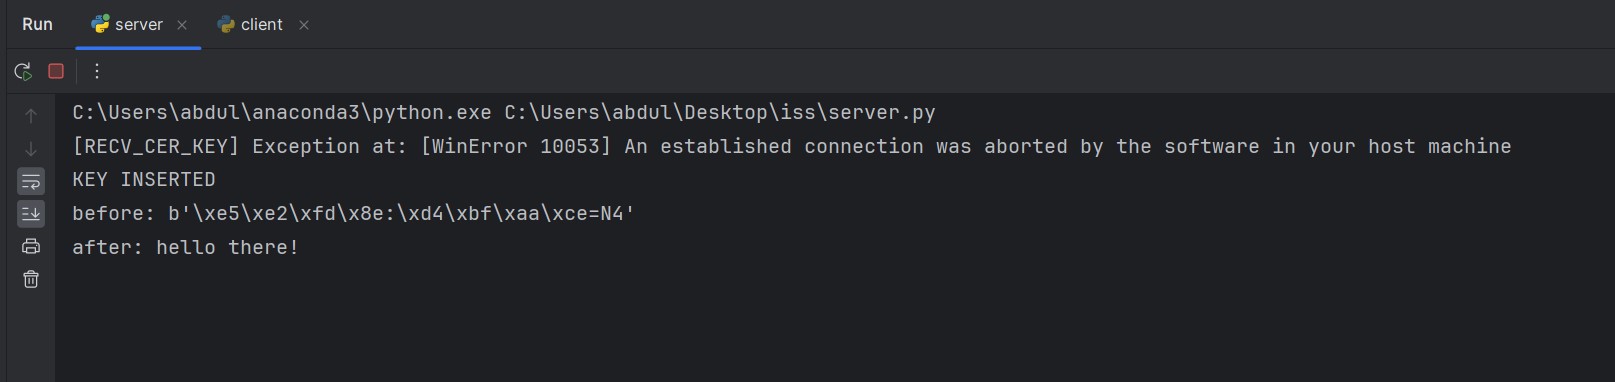 Run server client
C:\Users\abdul\anaconda3\python.exe C:\Users\abdul\Desktop\iss\server.py
[RECV_CER_KEY] Exception at: [WinError 10053] An established connection was aborted by the software in your host machine
KEY INSERTED
before: b'\xe5\xe2\xfd\x8e:\xd4\xbf\xaa\xce=N4'
after: hello there!